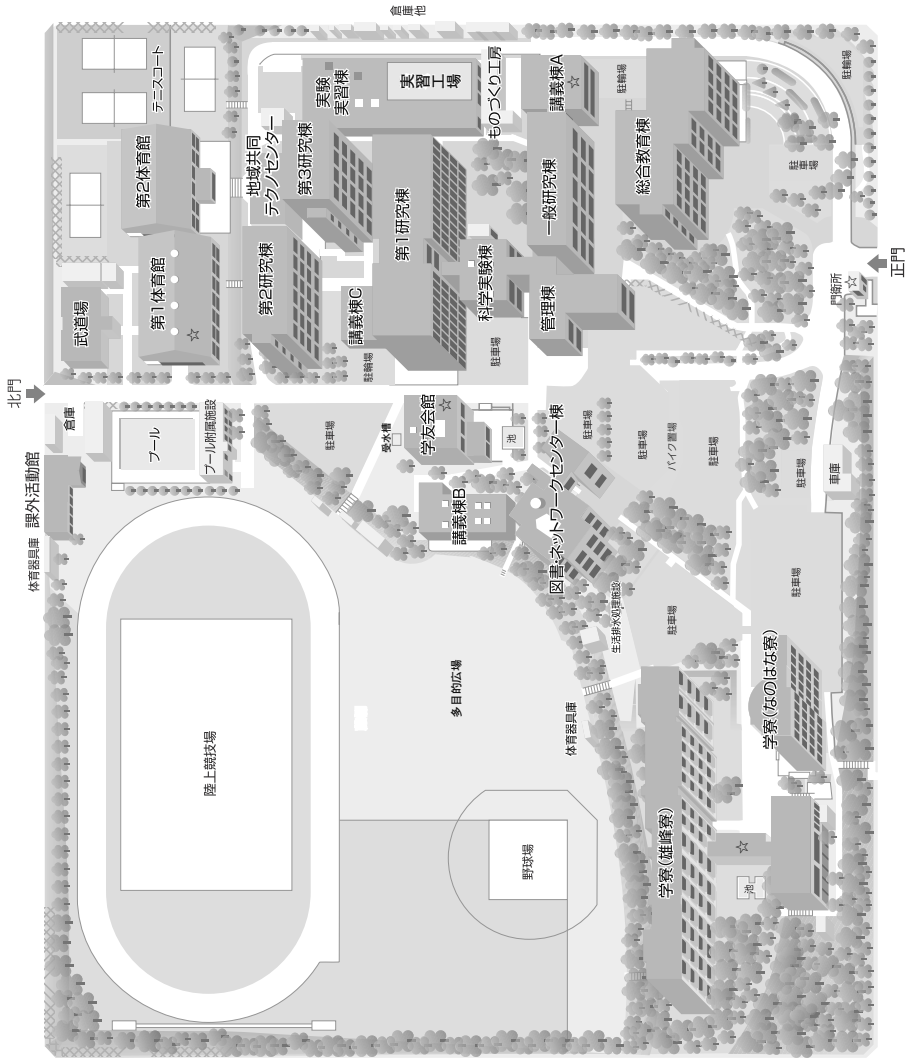 倉庫他
テニスコート
第2体育館
地域共同
テクノセンター
第3研究棟
実験
実習棟
実習工場
ものづくり工房
講義棟A
駐輪場
総合教育棟
駐輪場
駐車場
武道場
第1体育館
第2研究棟
講義棟C
駐輪場
第1研究棟
科学実験棟
駐車場
一般研究棟
管理棟
門衛所
正門
北門
倉庫
プール
プール附属施設
駐車場
受水槽
学友会館
池
図書・ネットワークセンター棟
駐車場
駐車場
バイク置場
駐車場
駐車場
車庫
課外活動館
体育器具庫
講義棟B
生活排水処理施設
駐車場
駐車場
陸上競技場
多目的広場
体育器具庫
学寮(なのはな寮)
野球場
学寮(雄峰寮)
池